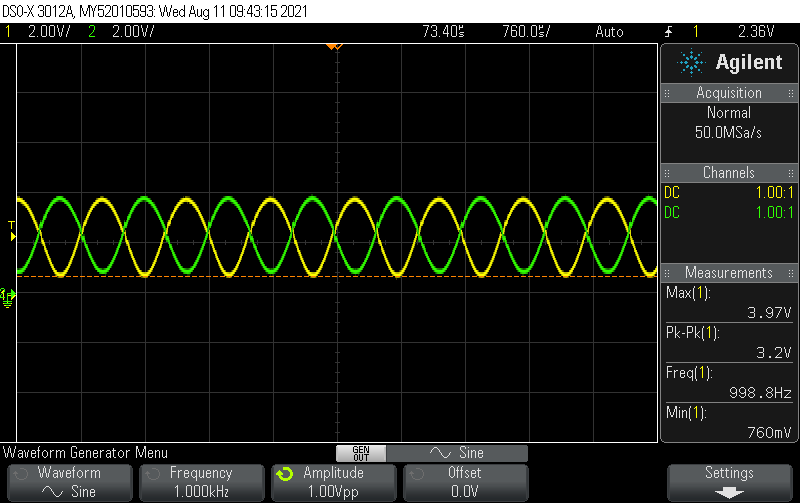 DSO-X 3012A, MY52010593: Wed Aug 11 09:43:15 2021
1 2.00V/ 2 2.00V/ 73.40s 760.0s/ Auto 1 2.36V
Agilent
Acquisition
Normal
50.0MSa/s
Channels
DC 1.00:1
DC 1.00:1
Measurements
Max(1):
3.97V
Pk-Pk(1):
3.2V
Freq(1):
998.8Hz
Min(1):
760mV
T
Waveform Generator Menu
GEN
OUT
Sine
Waveform
Sine
Frequency
1.000kHz
Amplitude
1.00Vpp
Offset
0.0V
Settings